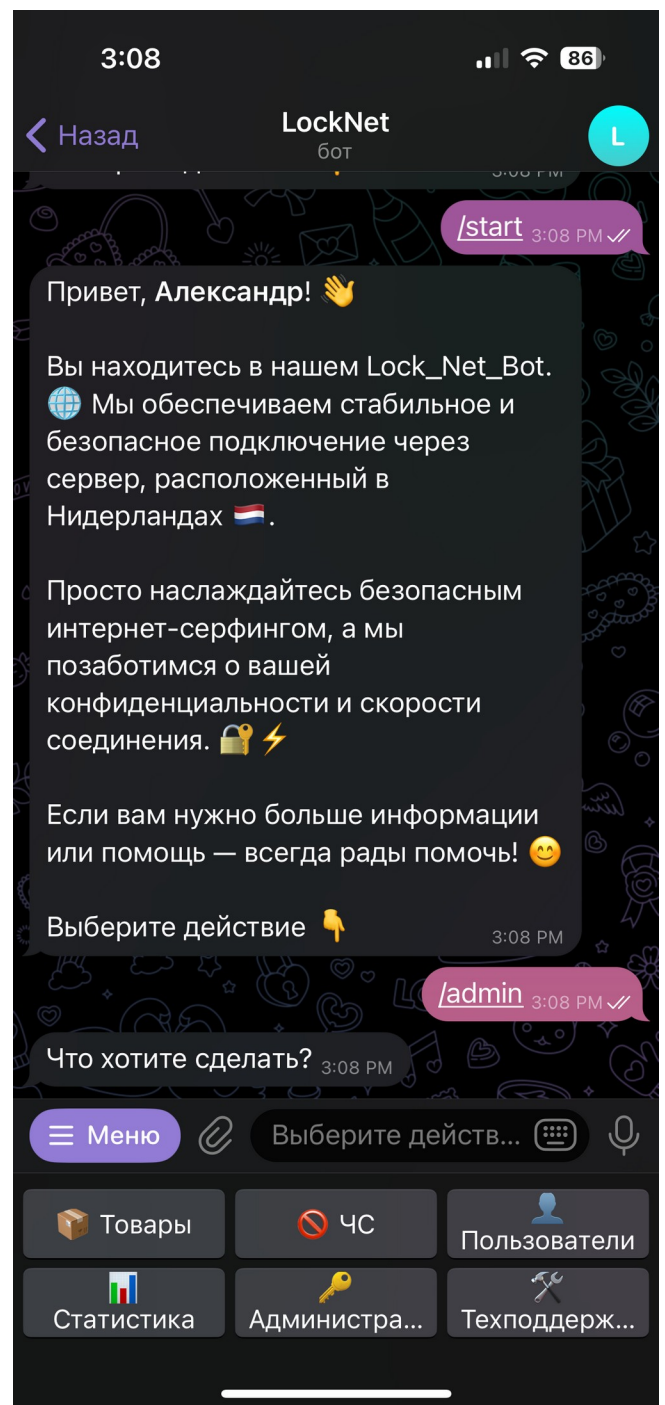 3:08
86
Назад
LockNet
бот
L
3:08 PM
/start 3:08 PM
Привет, Александр! 👋
Вы находитесь в нашем Lock_Net_Bot.
🌐 Мы обеспечиваем стабильное и
безопасное подключение через
сервер, расположенный в
Нидерландах 🇳🇱.
Просто наслаждайтесь безопасным
интернет-серфингом, а мы
позаботимся о вашей
конфиденциальности и скорости
соединения. 🔐⚡
Если вам нужно больше информации
или помощь — всегда рады помочь! 😊
Выберите действие 👇
3:08 PM
/admin 3:08 PM
Что хотите сделать? 3:08 PM
Меню
Выберите действ...
📦 Товары
🚫 ЧС
👤
Пользователи
📊
Статистика
🔑
Администра...
🛠
Техподдерж...